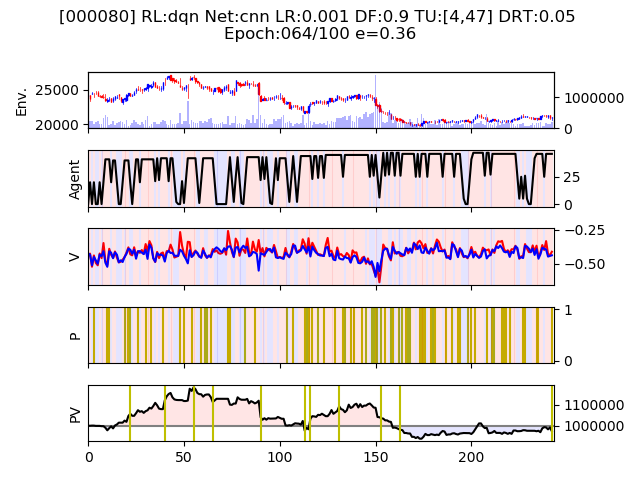 [000080] RL:dqn Net:cnn LR:0.001 DF:0.9 TU:[4,47] DRT:0.05
Epoch:064/100 e=0.36
Env.
25000
20000
1000000
0
Agent
25
0
V
−0.25
−0.50
P
1
0
PV
1100000
1000000
0
50
100
150
200